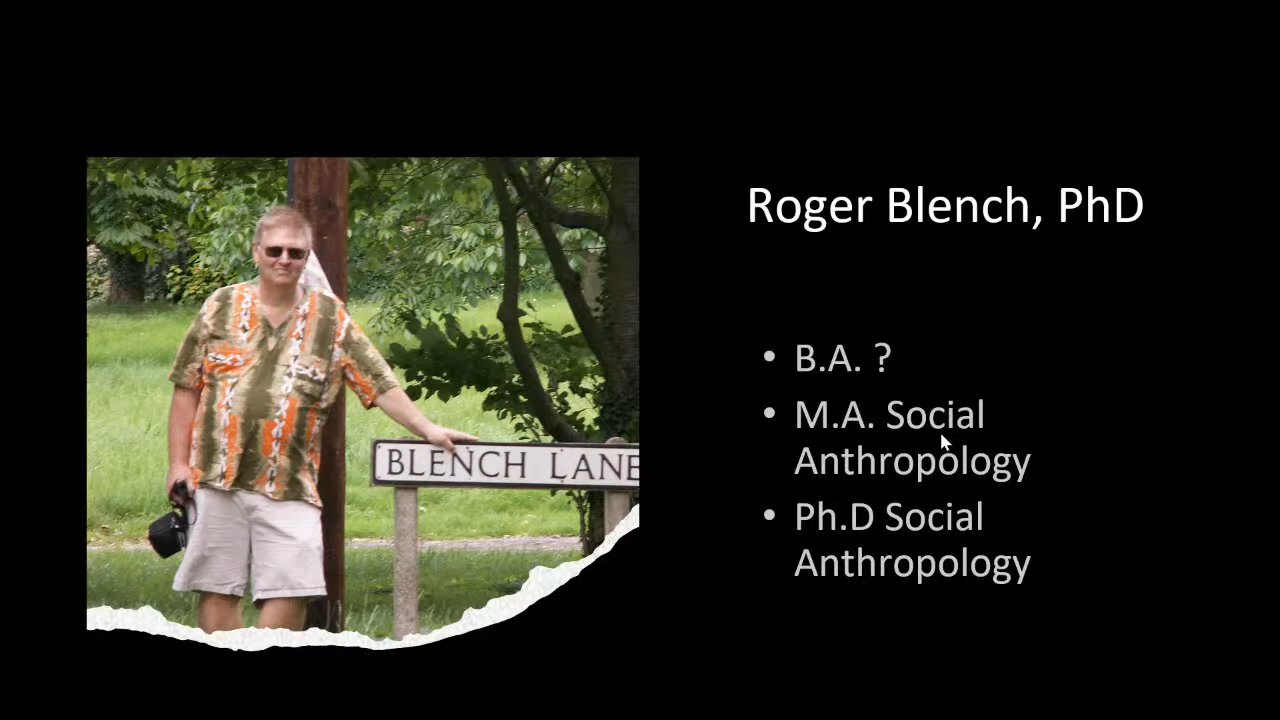 Roger Blench, PhD
BLENCH LANE
• B.A. ?
• M.A. Social
Anthropology
• Ph.D Social
Anthropology